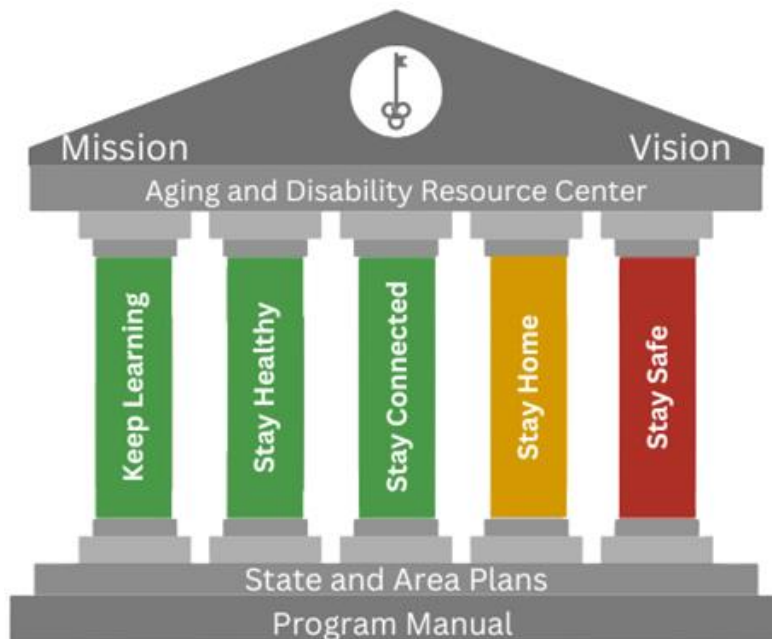 Mission
Vision
Aging and Disability Resource Center
Keep Learning
Stay Healthy
Stay Connected
Stay Home
Stay Safe
State and Area Plans
Program Manual